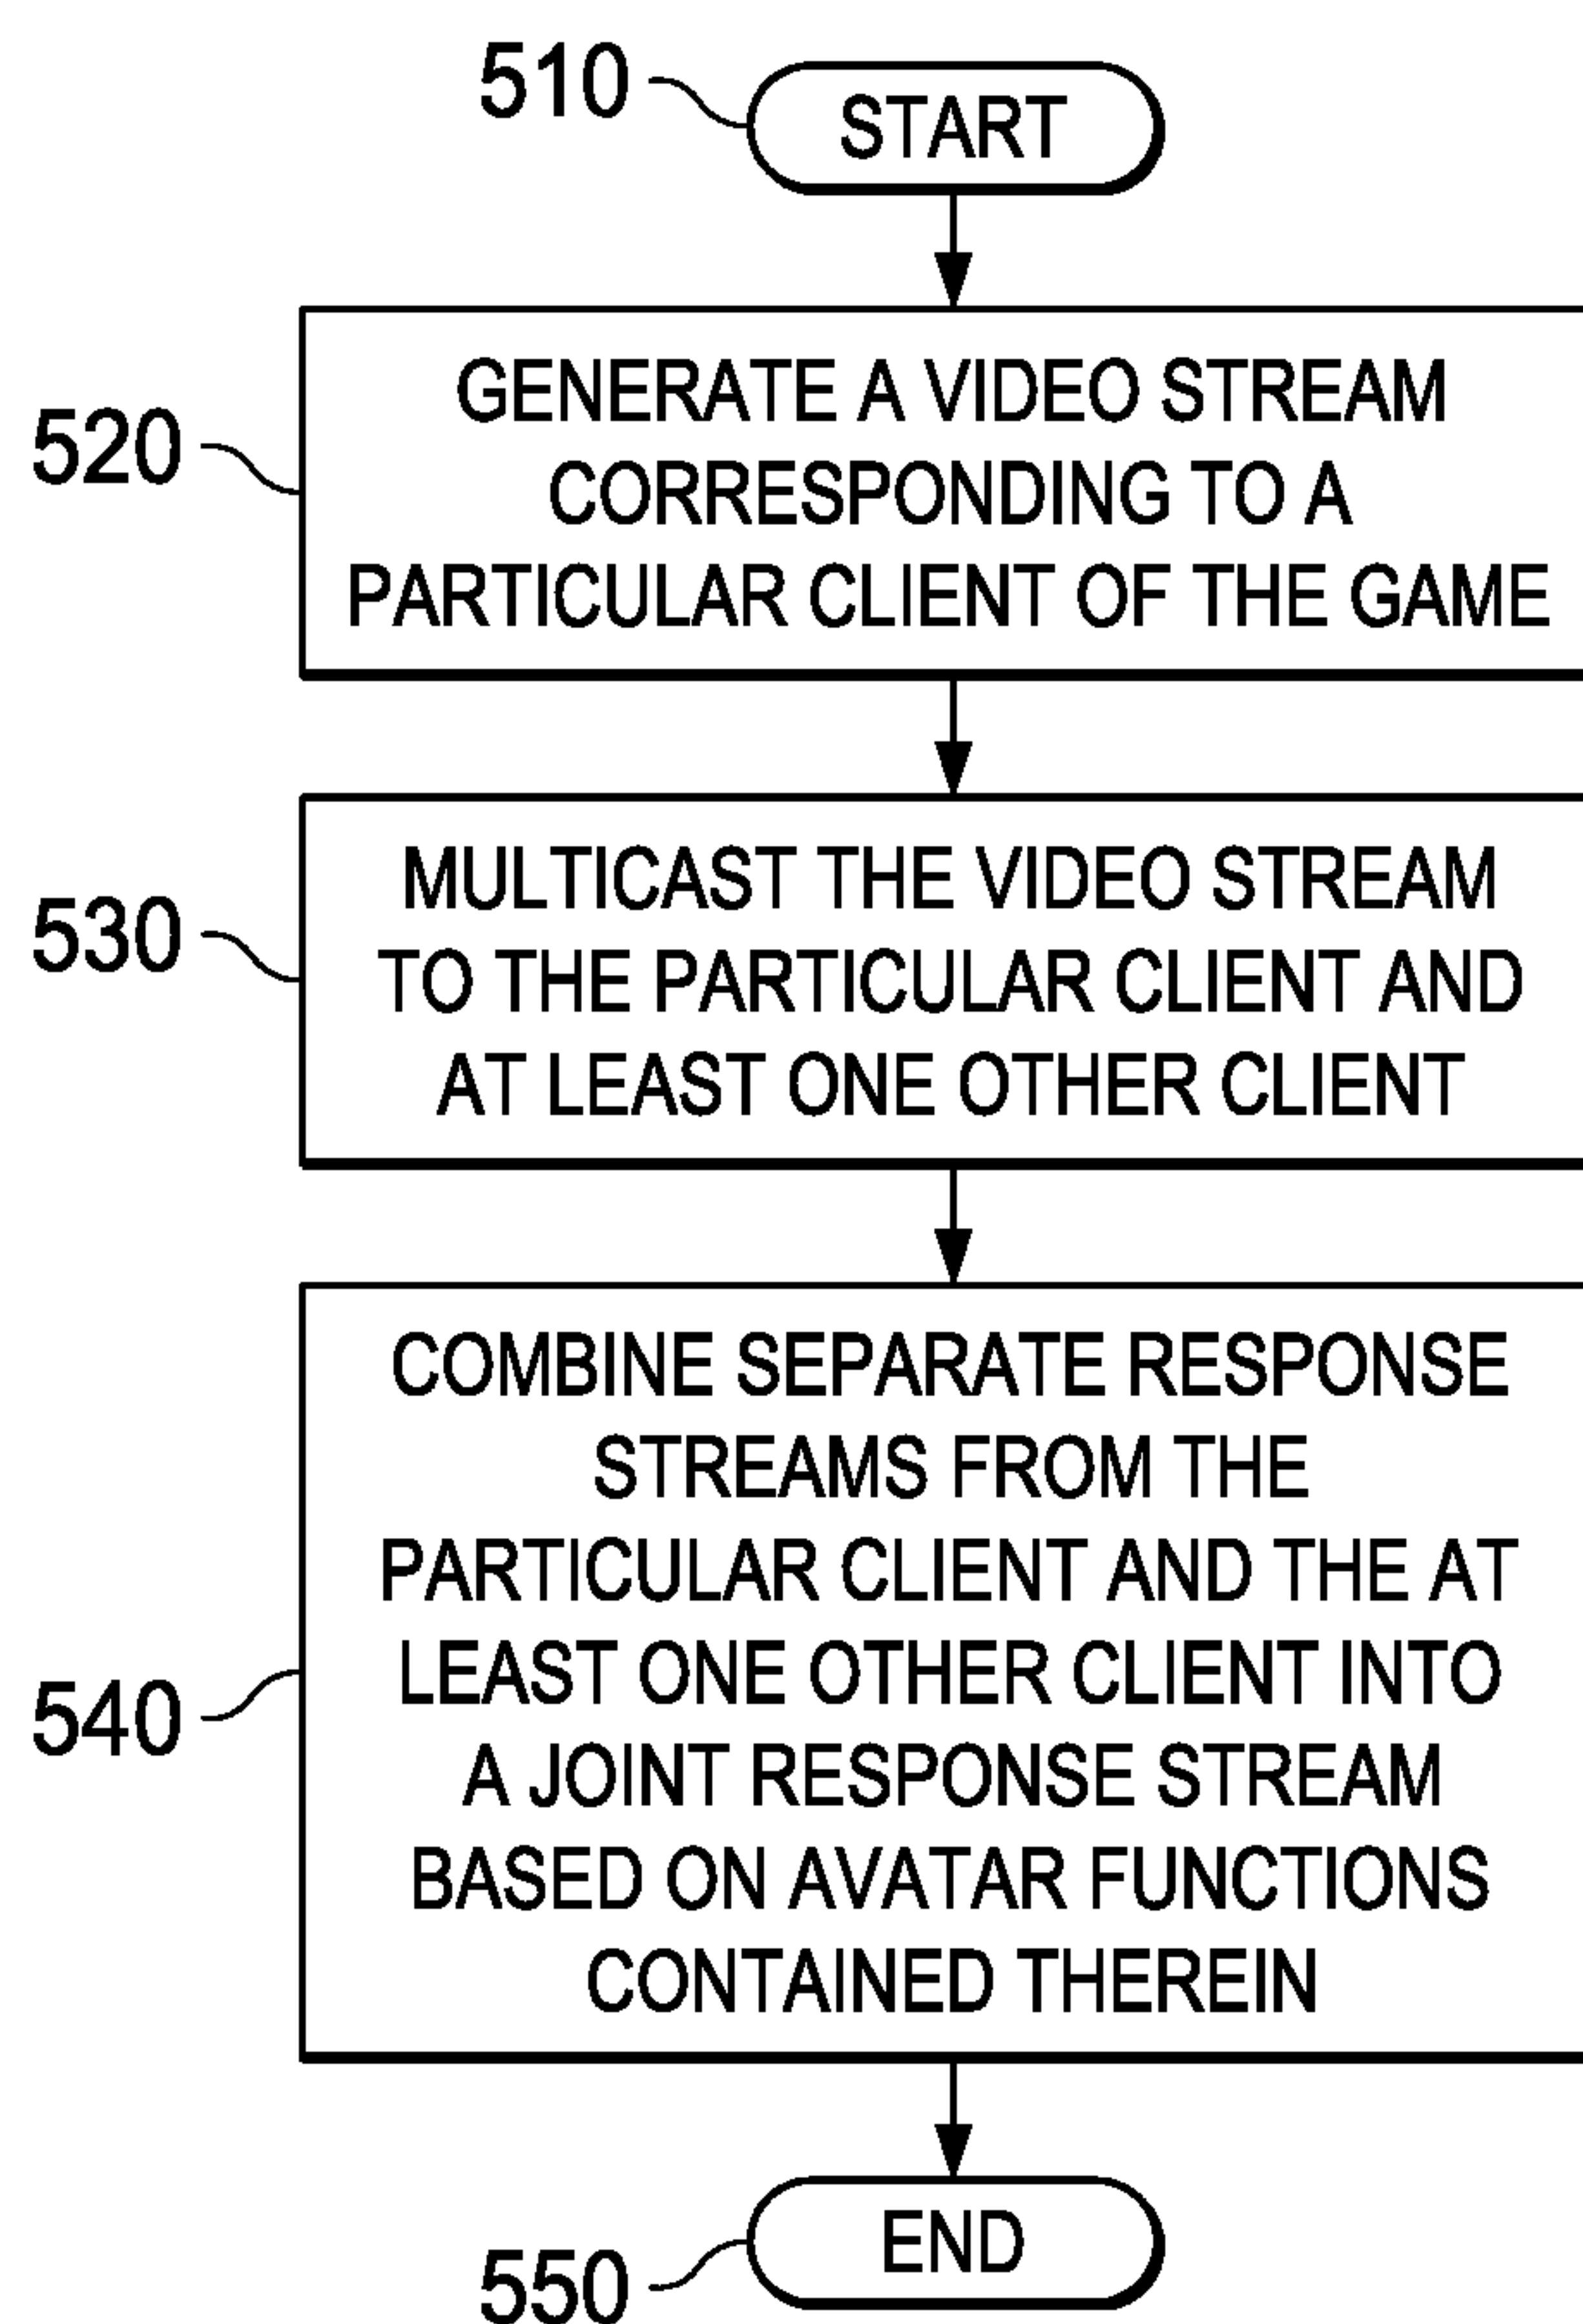 510
START
520
GENERATE A VIDEO STREAM
CORRESPONDING TO A
PARTICULAR CLIENT OF THE GAME
530
MULTICAST THE VIDEO STREAM
TO THE PARTICULAR CLIENT AND
AT LEAST ONE OTHER CLIENT
540
COMBINE SEPARATE RESPONSE
STREAMS FROM THE
PARTICULAR CLIENT AND THE AT
LEAST ONE OTHER CLIENT INTO
A JOINT RESPONSE STREAM
BASED ON AVATAR FUNCTIONS
CONTAINED THEREIN
550
END